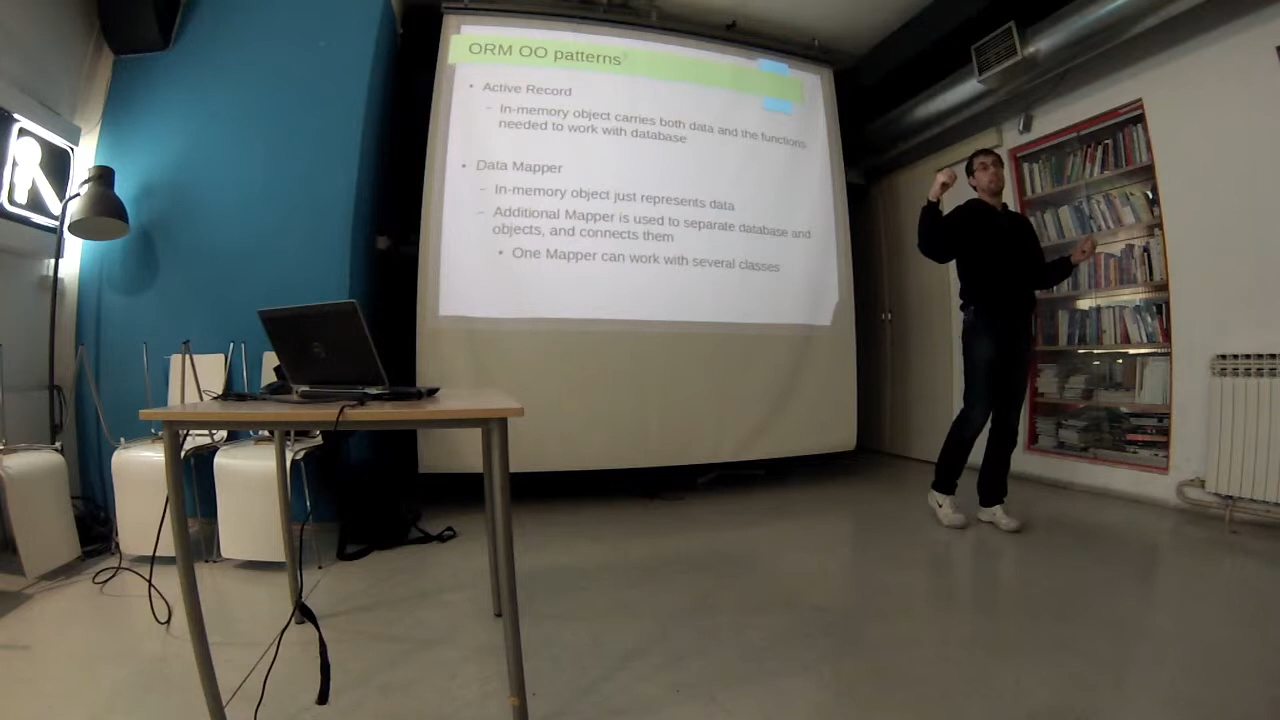 ORM OO patterns
• Active Record
– In-memory object carries both data and the functions
needed to work with database
• Data Mapper
– In-memory object just represents data
– Additional Mapper is used to separate database and
objects, and connects them
• One Mapper can work with several classes